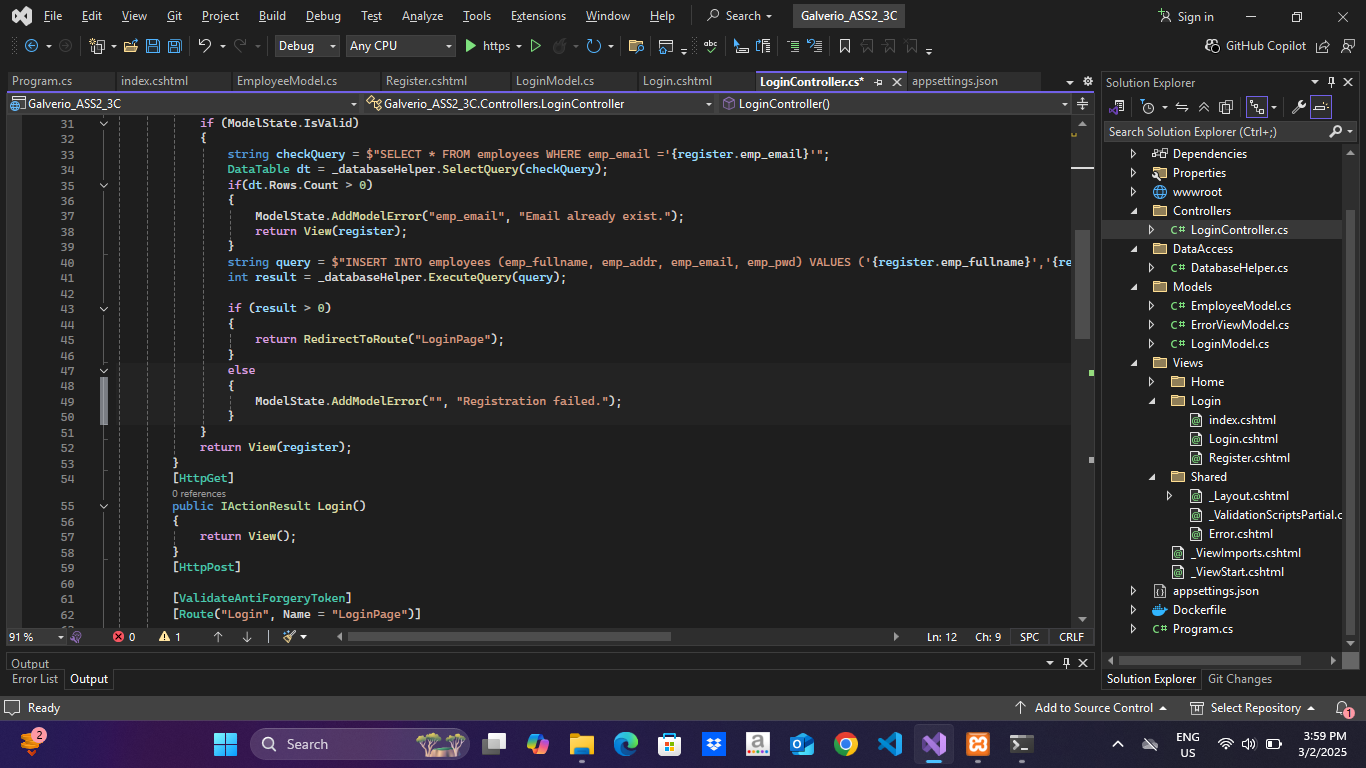 File Edit View Git Project Build Debug Test Analyze Tools Extensions Window Help Search Galverio_ASS2_3C Sign in
Debug Any CPU https GitHub Copilot
Program.cs index.cshtml EmployeeModel.cs Register.cshtml LoginModel.cs Login.cshtml LoginController.cs* appsettings.json
Galverio_ASS2_3C Galverio_ASS2_3C.Controllers.LoginController LoginController()
31 if (ModelState.IsValid)
32 {
33 string checkQuery = $"SELECT * FROM employees WHERE emp_email ='{register.emp_email}'";
34 DataTable dt = _databaseHelper.SelectQuery(checkQuery);
35 if(dt.Rows.Count > 0)
36 {
37 ModelState.AddModelError("emp_email", "Email already exist.");
38 return View(register);
39 }
40 string query = $"INSERT INTO employees (emp_fullname, emp_addr, emp_email, emp_pwd) VALUES ('{register.emp_fullname}','{re
41 int result = _databaseHelper.ExecuteQuery(query);
42
43 if (result > 0)
44 {
45 return RedirectToRoute("LoginPage");
46 }
47 else
48 {
49 ModelState.AddModelError("", "Registration failed.");
50 }
51 }
52 return View(register);
53 }
54 [HttpGet]
0 references
55 public IActionResult Login()
56 {
57 return View();
58 }
59 [HttpPost]
60
61 [ValidateAntiForgeryToken]
62 [Route("Login", Name = "LoginPage")]
91 % 0 1 Ln: 12 Ch: 9 SPC CRLF
Output
Error List Output
Solution Explorer
Search Solution Explorer (Ctrl+;)
Dependencies
Properties
wwwroot
Controllers
C# LoginController.cs
DataAccess
C# DatabaseHelper.cs
Models
C# EmployeeModel.cs
C# ErrorViewModel.cs
C# LoginModel.cs
Views
Home
Login
index.cshtml
Login.cshtml
Register.cshtml
Shared
_Layout.cshtml
_ValidationScriptsPartial.c
Error.cshtml
_ViewImports.cshtml
_ViewStart.cshtml
appsettings.json
Dockerfile
C# Program.cs
Solution Explorer Git Changes
Ready Add to Source Control Select Repository 1
2 Search ENG US 3:59 PM 3/2/2025